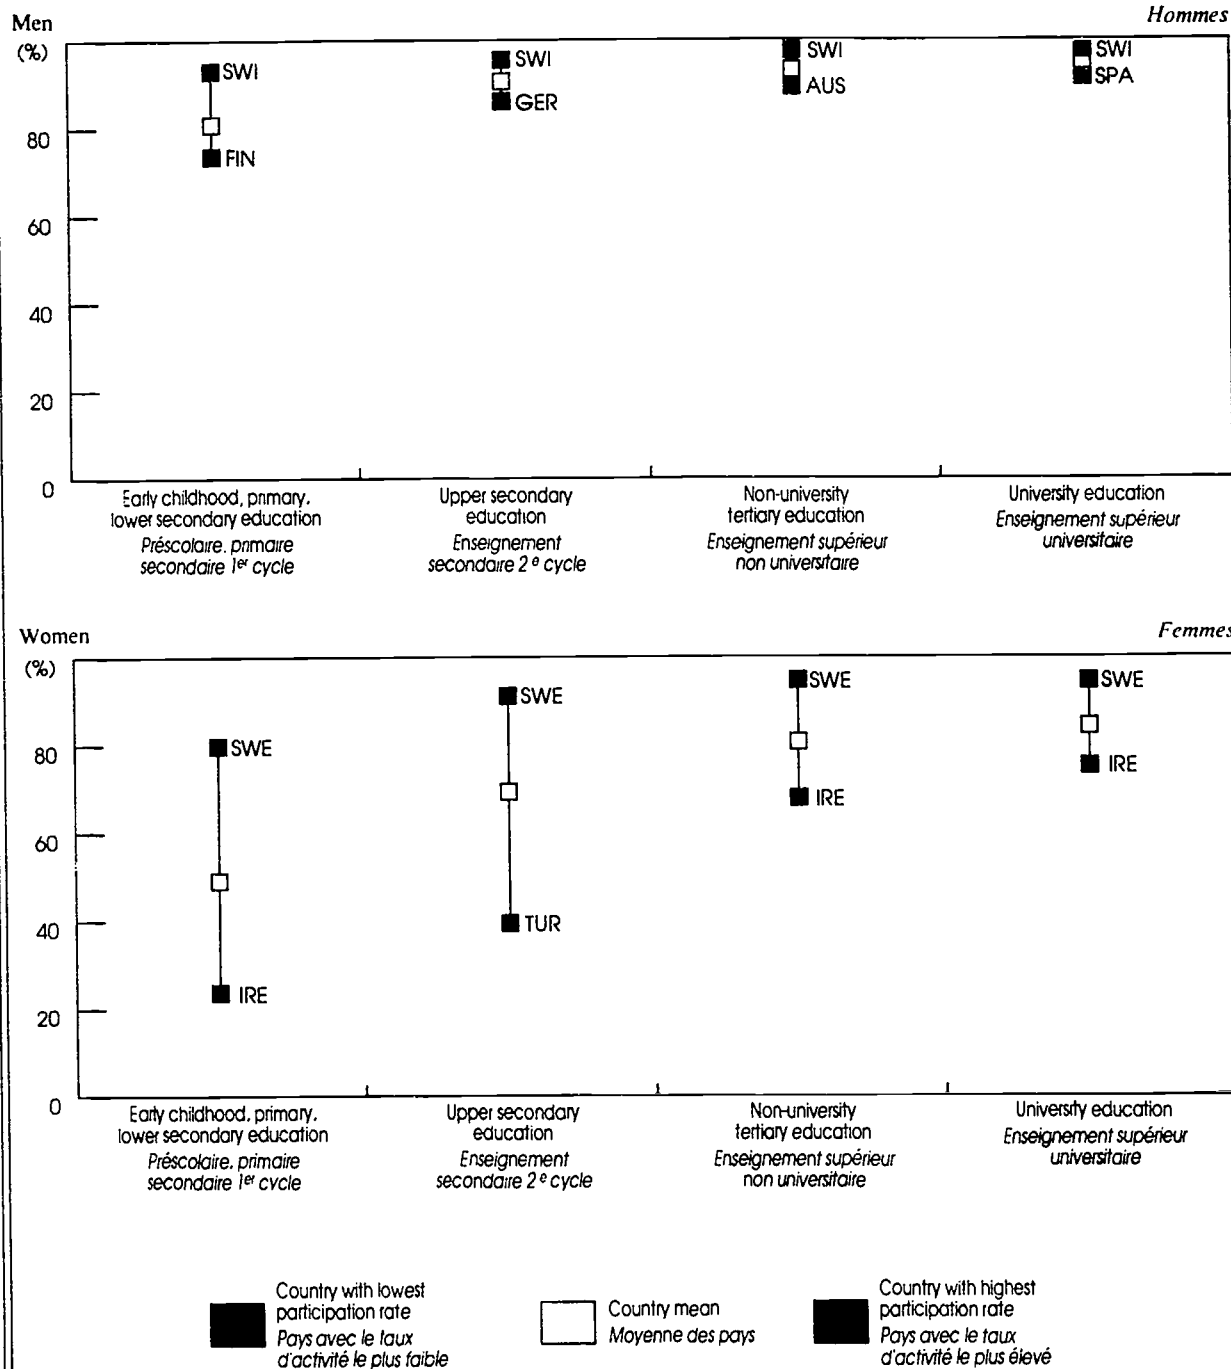 Men
Hommes
(%)
SWI
SWI
SWI
SWI
GER
AUS
SPA
80
FIN
60
40
20
0
Early childhood, primary,
lower secondary education
Préscolaire, primaire
secondaire 1er cycle
Upper secondary
education
Enseignement
secondaire 2e cycle
Non-university
tertiary education
Enseignement supérieur
non universitaire
University education
Enseignement supérieur
universitaire
Women
Femmes
(%)
SWE
SWE
SWE
SWE
80
IRE
IRE
60
40
TUR
IRE
20
0
Early childhood, primary,
lower secondary education
Préscolaire, primaire
secondaire 1er cycle
Upper secondary
education
Enseignement
secondaire 2e cycle
Non-university
tertiary education
Enseignement supérieur
non universitaire
University education
Enseignement supérieur
universitaire
Country with lowest
participation rate
Pays avec le taux
d'activité le plus faible
Country mean
Moyenne des pays
Country with highest
participation rate
Pays avec le taux
d'activité le plus élevé